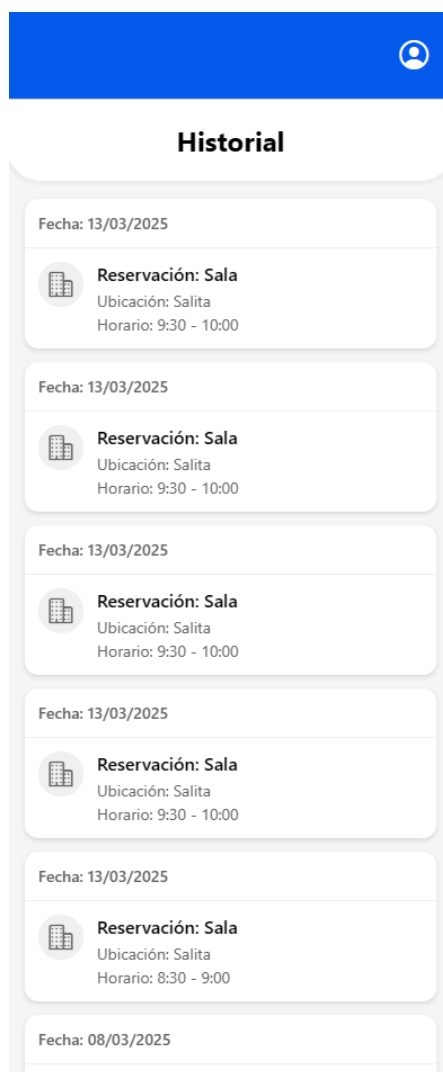 Historial
Fecha: 13/03/2025
Reservación: Sala
Ubicación: Salita
Horario: 9:30 - 10:00
Fecha: 13/03/2025
Reservación: Sala
Ubicación: Salita
Horario: 9:30 - 10:00
Fecha: 13/03/2025
Reservación: Sala
Ubicación: Salita
Horario: 9:30 - 10:00
Fecha: 13/03/2025
Reservación: Sala
Ubicación: Salita
Horario: 9:30 - 10:00
Fecha: 13/03/2025
Reservación: Sala
Ubicación: Salita
Horario: 8:30 - 9:00
Fecha: 08/03/2025